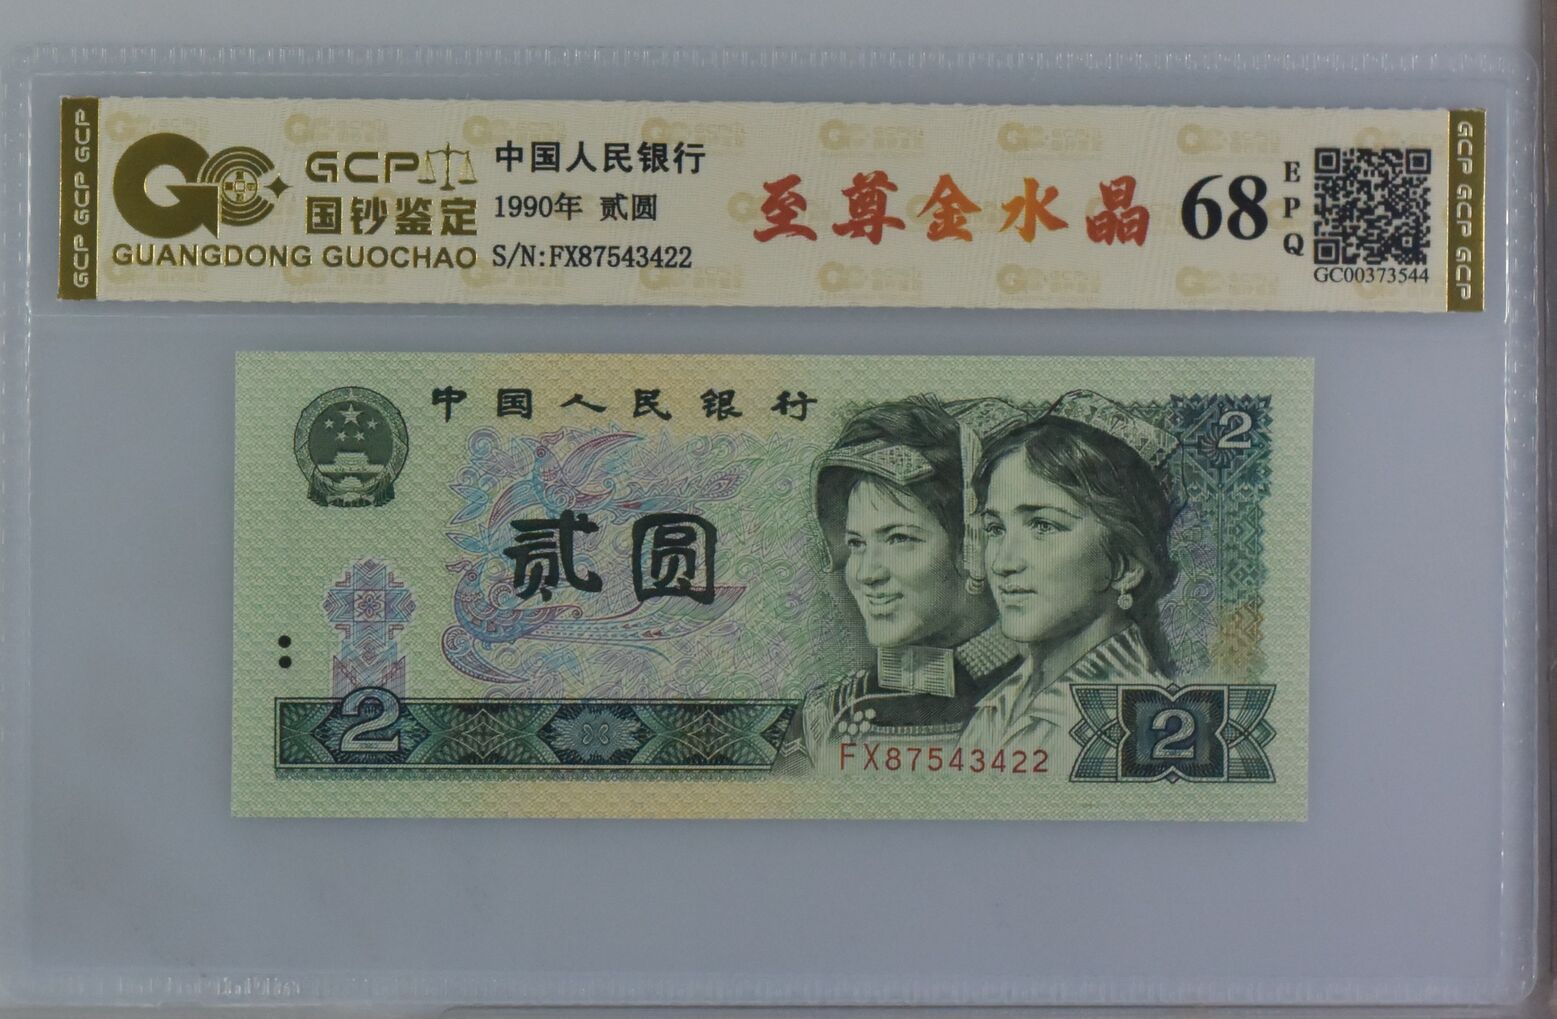 GCP GCP GCP
GCP
国钞鉴定
GUANGDONG GUOCHAO
中国人民银行
1990年 贰圆
S/N:FX87543422
至尊金水晶
68
EPQ
GC00373544
GCP GCP GCP
中国人民银行
2
贰圆
2
FX87543422
2